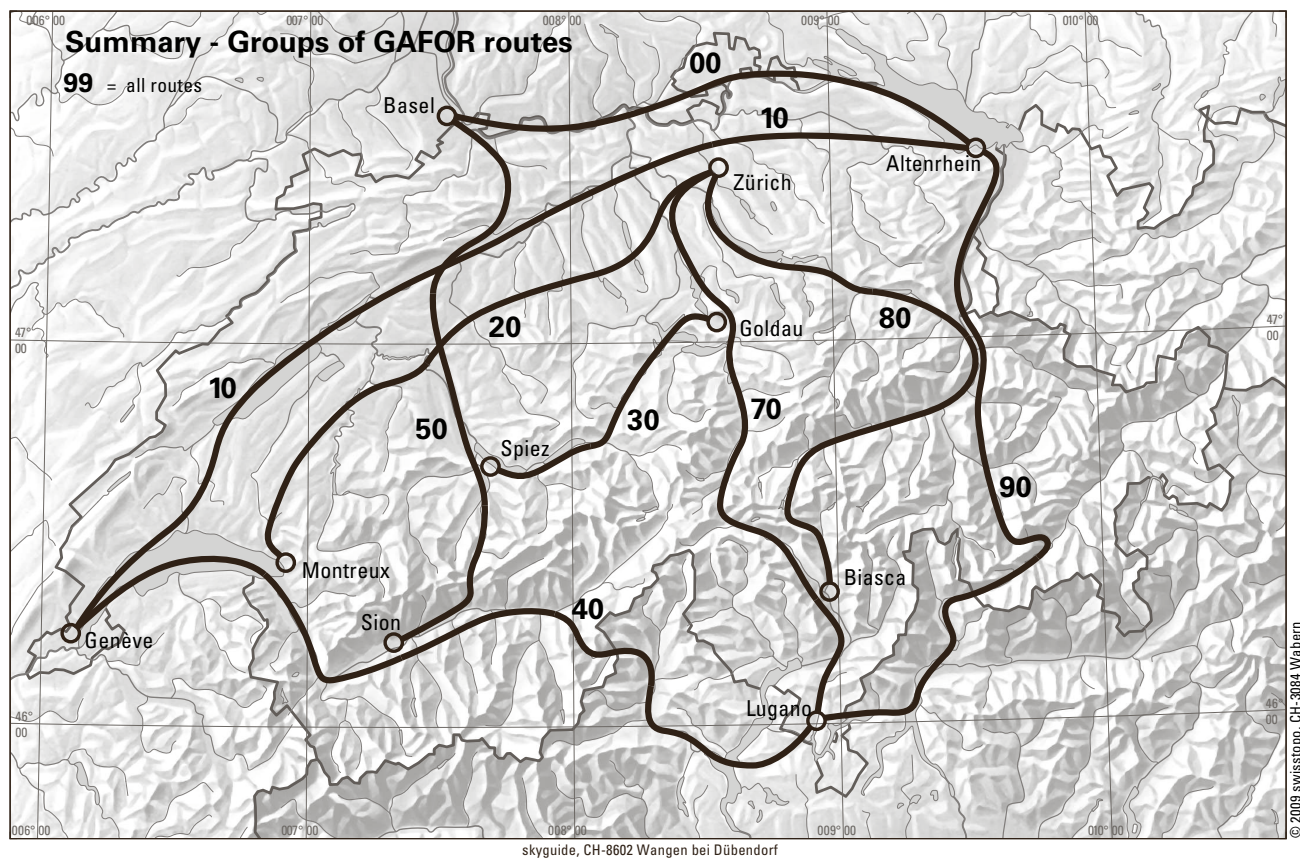 006° 00'
007° 00'
008° 00'
009° 00'
010° 00'
Summary - Groups of GAFOR routes
99 = all routes
00
Basel
10
Altenrhein
Zürich
20
Goldau
80
47°
00
47°
00
10
50
30
70
Spiez
90
Montreux
Biasca
Sion
40
Genève
Lugano
46°
00
46°
00
006° 00'
007° 00'
008° 00'
009° 00'
010° 00'
© 2009 swisstopo, CH-3084 Wabern
skyguide, CH-8602 Wangen bei Dübendorf